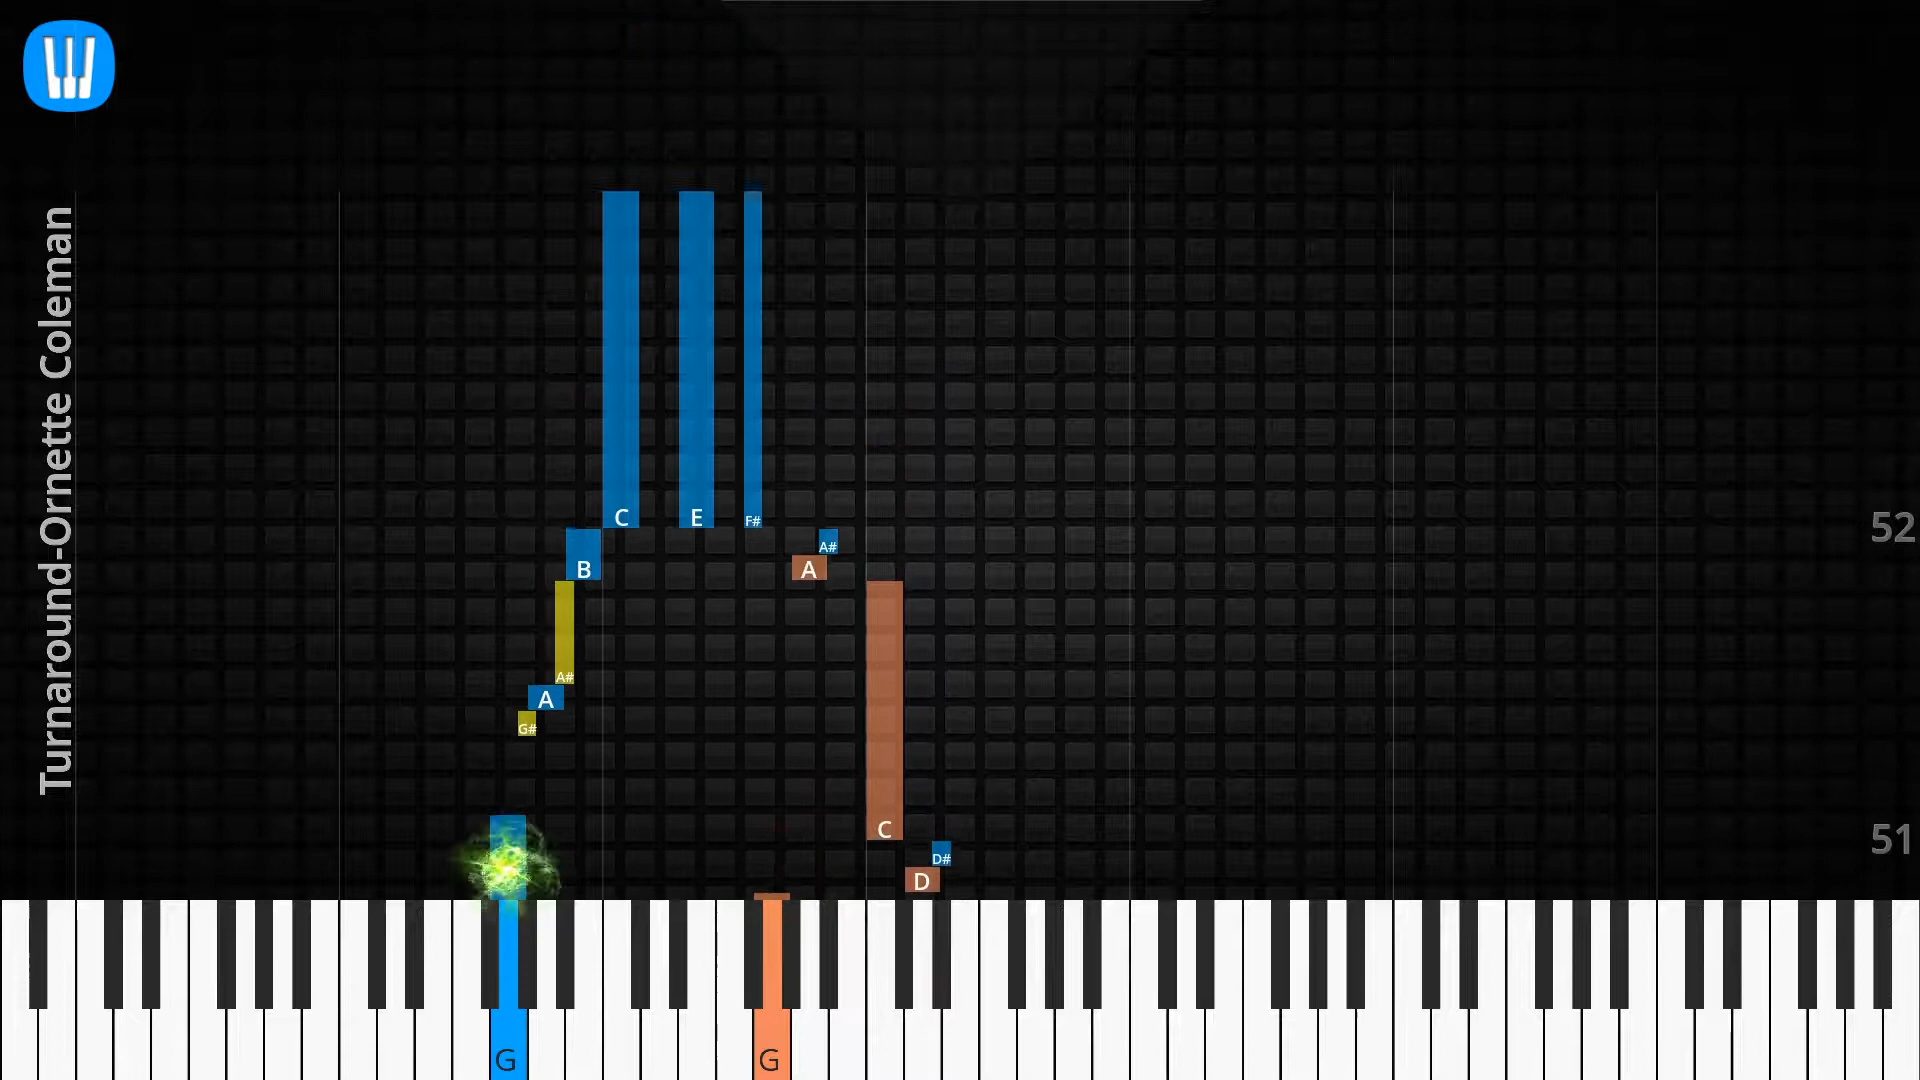 Turnaround-Ornette Coleman
C
E
F#
52
A#
B
A
A#
A
G#
C
51
D#
D
G
G